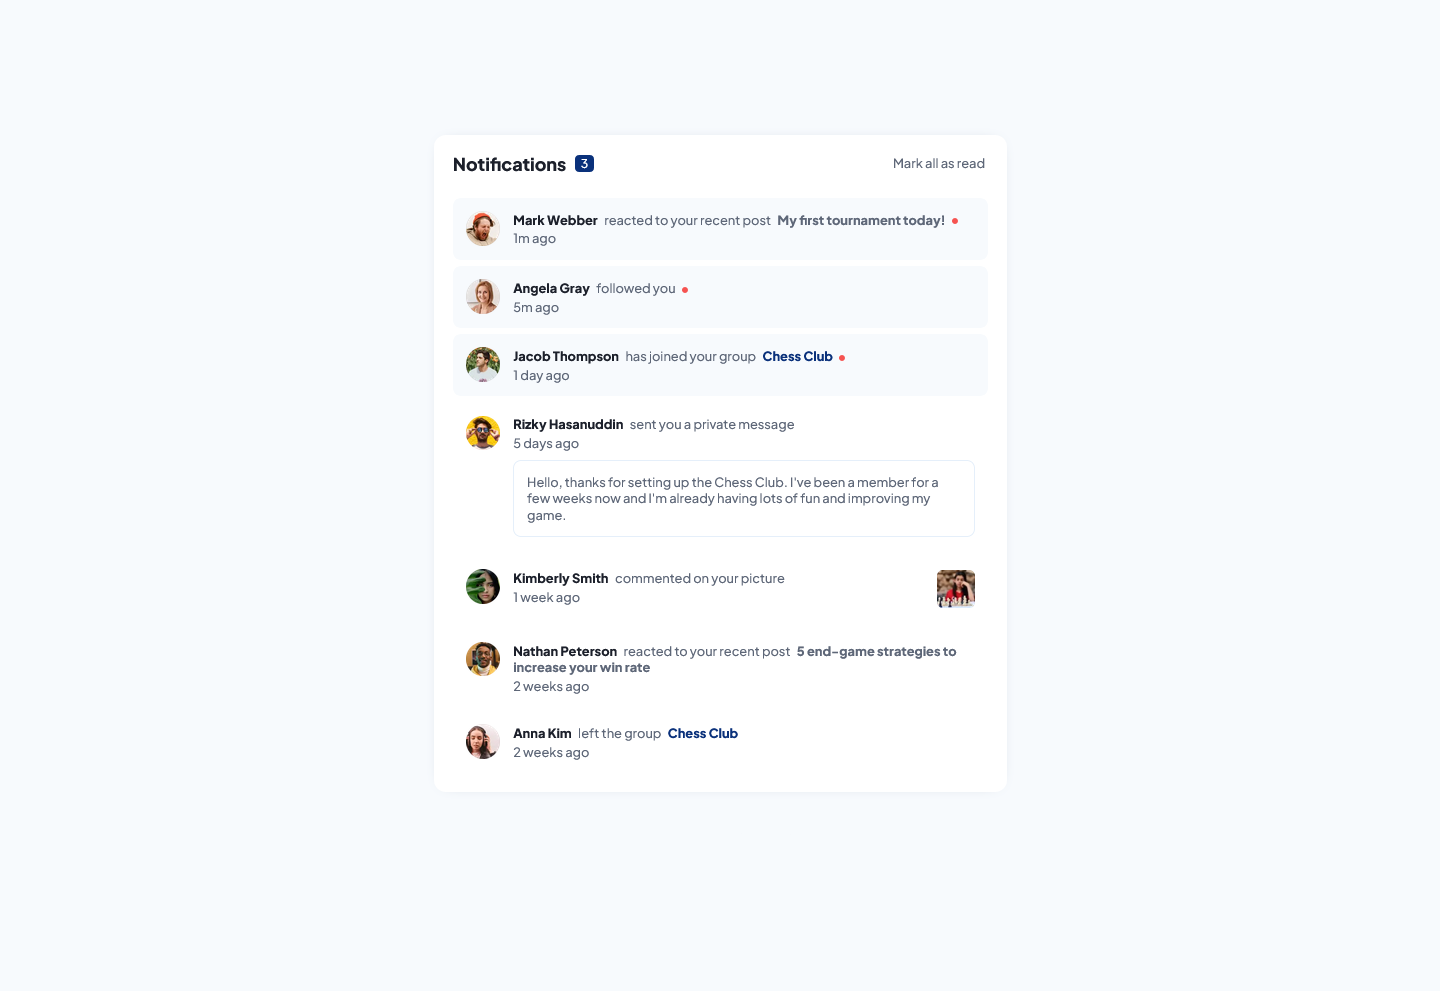 Notifications 3
Mark all as read
Mark Webber reacted to your recent post My first tournament today!
1m ago
Angela Gray followed you
5m ago
Jacob Thompson has joined your group Chess Club
1 day ago
Rizky Hasanuddin sent you a private message
5 days ago
Hello, thanks for setting up the Chess Club. I've been a member for a
few weeks now and I'm already having lots of fun and improving my
game.
Kimberly Smith commented on your picture
1 week ago
Nathan Peterson reacted to your recent post 5 end-game strategies to
increase your win rate
2 weeks ago
Anna Kim left the group Chess Club
2 weeks ago